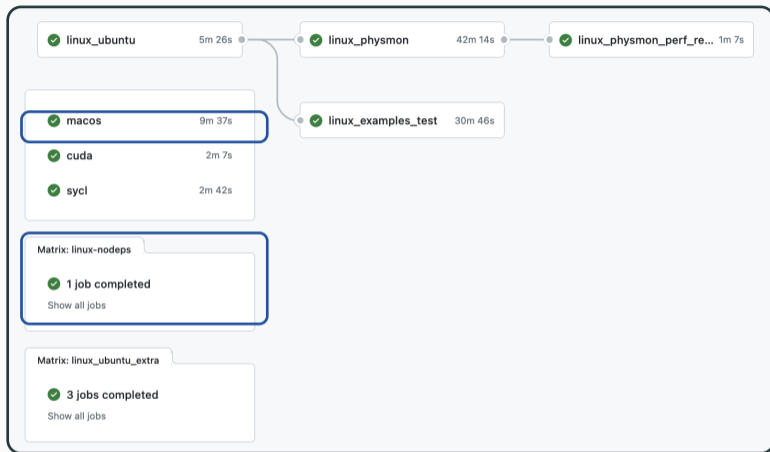 linux_ubuntu 5m 26s
linux_physmon 42m 14s
linux_physmon_perf_re... 1m 7s
linux_examples_test 30m 46s
macos 9m 37s
cuda 2m 7s
sycl 2m 42s
Matrix: linux-nodeps
1 job completed
Show all jobs
Matrix: linux_ubuntu_extra
3 jobs completed
Show all jobs